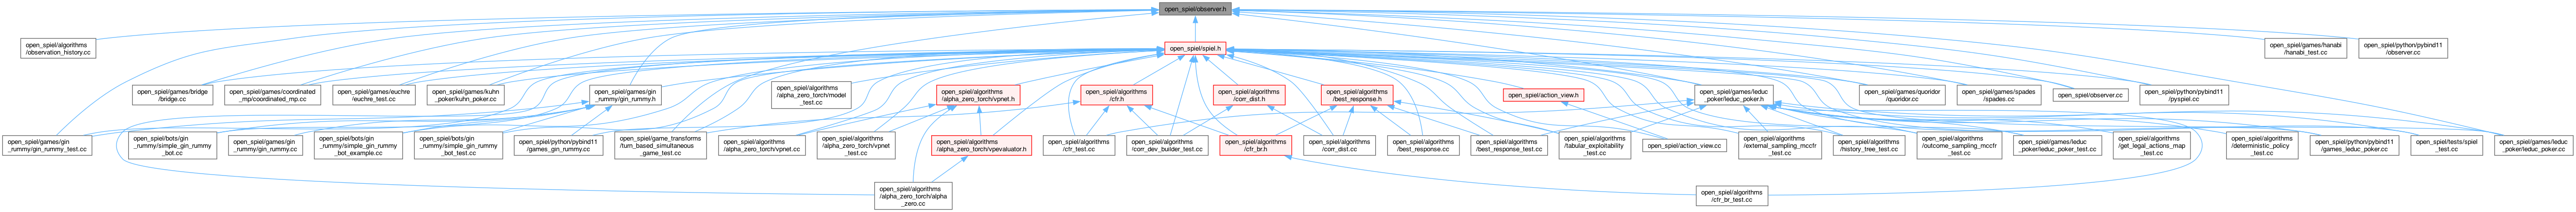 open_spiel/observer.h
open_spiel/algorithms
/observation_history.cc
open_spiel/spiel.h
open_spiel/games/hanabi
/hanabi_test.cc
open_spiel/python/pybind11
/observer.cc
open_spiel/games/bridge
/bridge.cc
open_spiel/games/coordinated
_mp/coordinated_mp.cc
open_spiel/games/euchre
/euchre_test.cc
open_spiel/games/kuhn
_poker/kuhn_poker.cc
open_spiel/games/gin
_rummy/gin_rummy.h
open_spiel/algorithms
/alpha_zero_torch/model
_test.cc
open_spiel/algorithms
/alpha_zero_torch/vpnet.h
open_spiel/algorithms
/cfr.h
open_spiel/algorithms
/corr_dist.h
open_spiel/algorithms
/best_response.h
open_spiel/action_view.h
open_spiel/games/leduc
_poker/leduc_poker.h
open_spiel/games/quoridor
/quoridor.cc
open_spiel/games/spades
/spades.cc
open_spiel/observer.cc
open_spiel/python/pybind11
/pyspiel.cc
open_spiel/games/gin
_rummy/gin_rummy_test.cc
open_spiel/bots/gin
_rummy/simple_gin_rummy
_bot.cc
open_spiel/games/gin
_rummy/gin_rummy.cc
open_spiel/bots/gin
_rummy/simple_gin_rummy
_bot_example.cc
open_spiel/bots/gin
_rummy/simple_gin_rummy
_bot_test.cc
open_spiel/python/pybind11
/games_gin_rummy.cc
open_spiel/game_transforms
/turn_based_simultaneous
_game_test.cc
open_spiel/algorithms
/alpha_zero_torch/vpnet.cc
open_spiel/algorithms
/alpha_zero_torch/vpnet
_test.cc
open_spiel/algorithms
/alpha_zero_torch/vpevaluator.h
open_spiel/algorithms
/cfr_test.cc
open_spiel/algorithms
/corr_dev_builder_test.cc
open_spiel/algorithms
/cfr_br.h
open_spiel/algorithms
/corr_dist.cc
open_spiel/algorithms
/best_response.cc
open_spiel/algorithms
/best_response_test.cc
open_spiel/algorithms
/tabular_exploitability
_test.cc
open_spiel/action_view.cc
open_spiel/algorithms
/external_sampling_mccfr
_test.cc
open_spiel/algorithms
/history_tree_test.cc
open_spiel/algorithms
/outcome_sampling_mccfr
_test.cc
open_spiel/games/leduc
_poker/leduc_poker_test.cc
open_spiel/algorithms
/get_legal_actions_map
_test.cc
open_spiel/algorithms
/deterministic_policy
_test.cc
open_spiel/python/pybind11
/games_leduc_poker.cc
open_spiel/tests/spiel
_test.cc
open_spiel/games/leduc
_poker/leduc_poker.cc
open_spiel/algorithms
/alpha_zero_torch/alpha
_zero.cc
open_spiel/algorithms
/cfr_br_test.cc